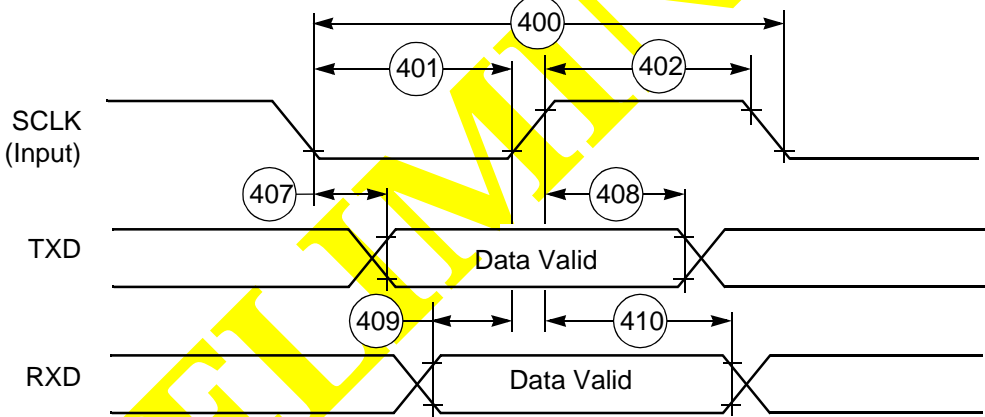 400
401
402
SCLK
(Input)
407
408
TXD
Data Valid
409
410
RXD
Data Valid